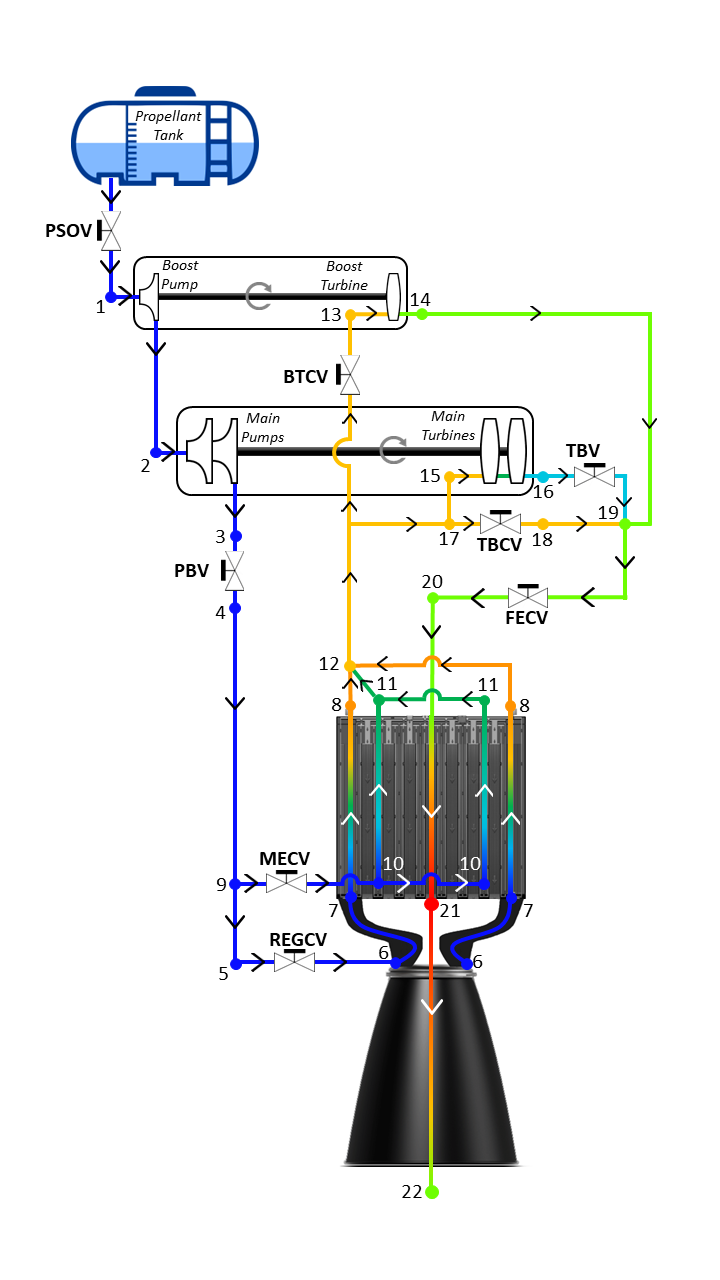 Propellant
Tank
PSOV
Boost
Pump
Boost
Turbine
1
13
14
BTCV
Main
Pumps
Main
Turbines
2
15
16
TBV
17
TBCV
18
19
3
PBV
4
20
FECV
12
11
11
8
8
MECV
9
10
10
7
21
7
REGCV
5
6
6
22